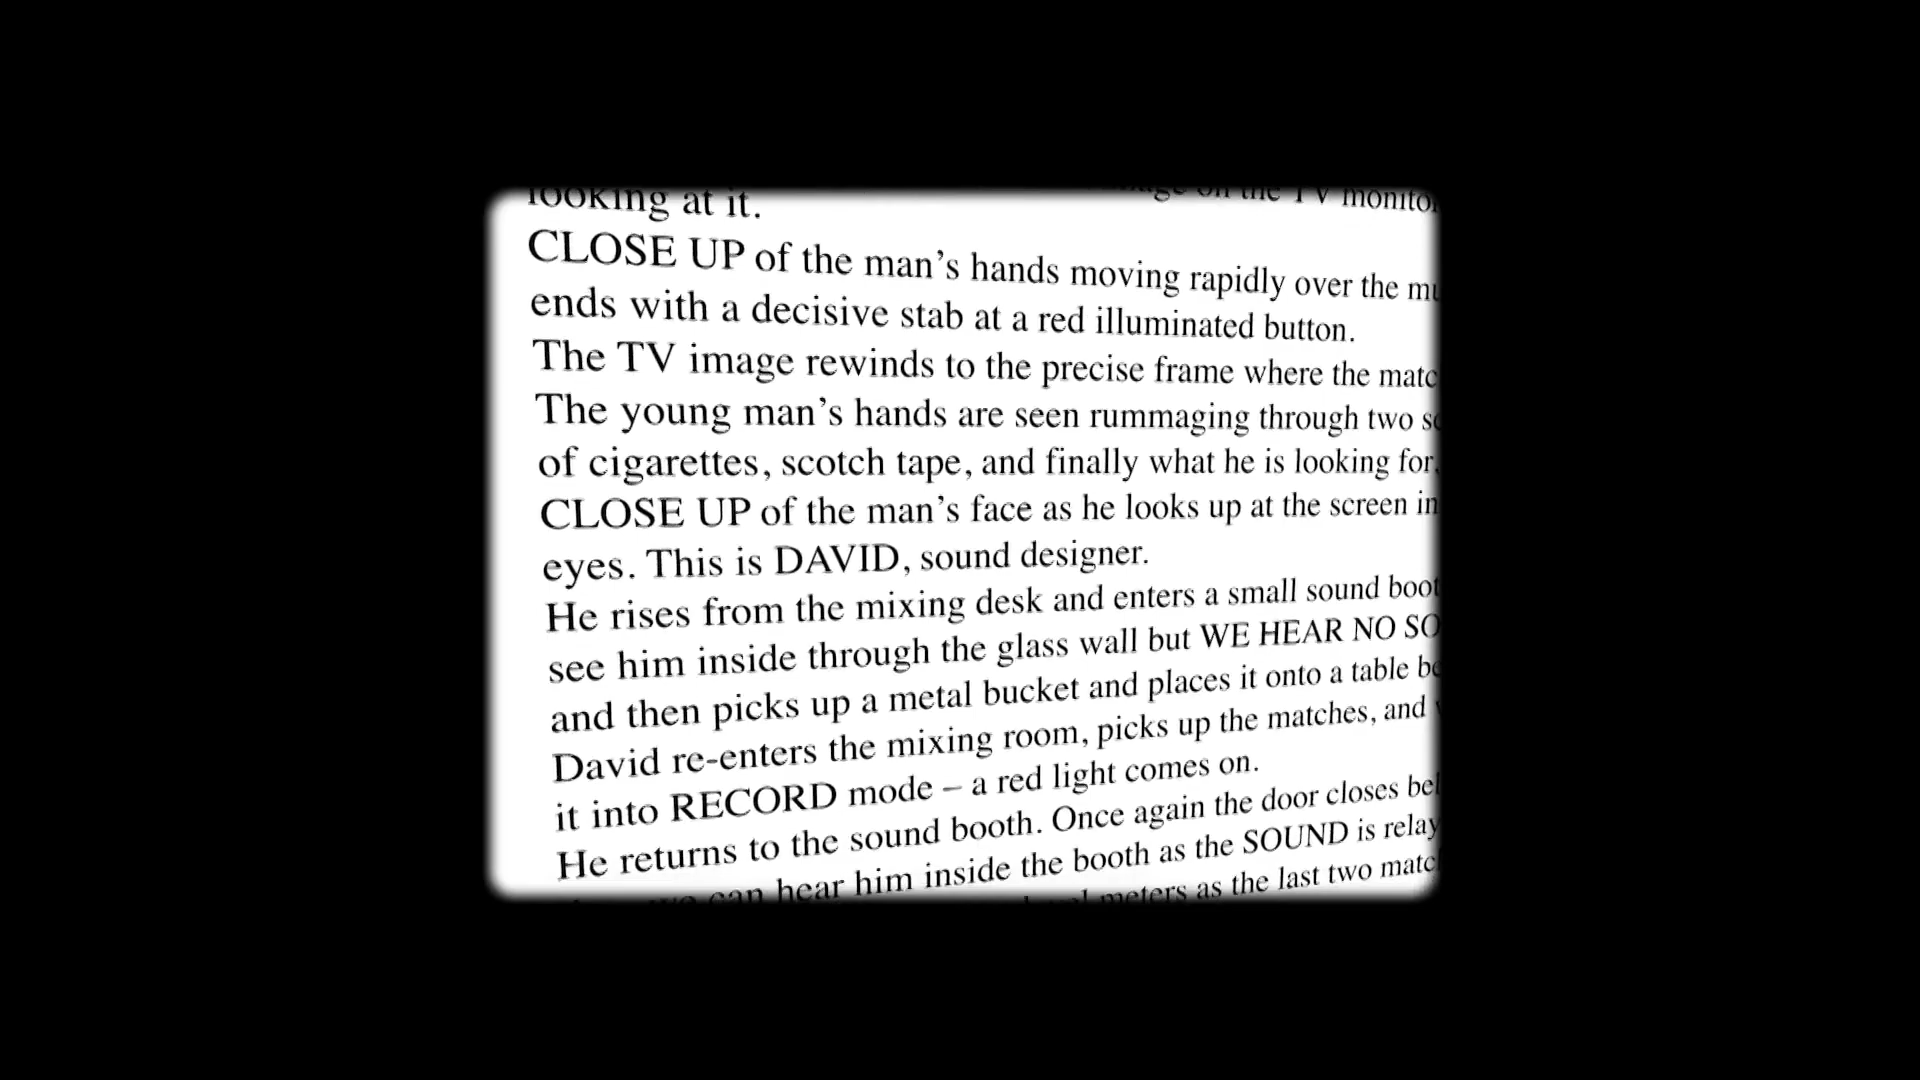 looking at it. on the TV
CLOSE UP of the man's hands moving rapidly over the
ends with a decisive stab at a red illuminated button.
The TV image rewinds to the precise frame where the
The young man's hands are seen rummaging through two
of cigarettes, scotch tape, and finally what he is looking for.
CLOSE UP of the man's face as he looks up at the screen in
eyes. This is DAVID, sound designer.
He rises from the mixing desk and enters a small sound
see him inside through the glass wall but WE HEAR NO
and then picks up a metal bucket and places it onto a table
David re-enters the mixing room, picks up the matches, and
it into RECORD mode – a red light comes on.
He returns to the sound booth. Once again the door closes
we can hear him inside the booth as the SOUND is
meters as the last two